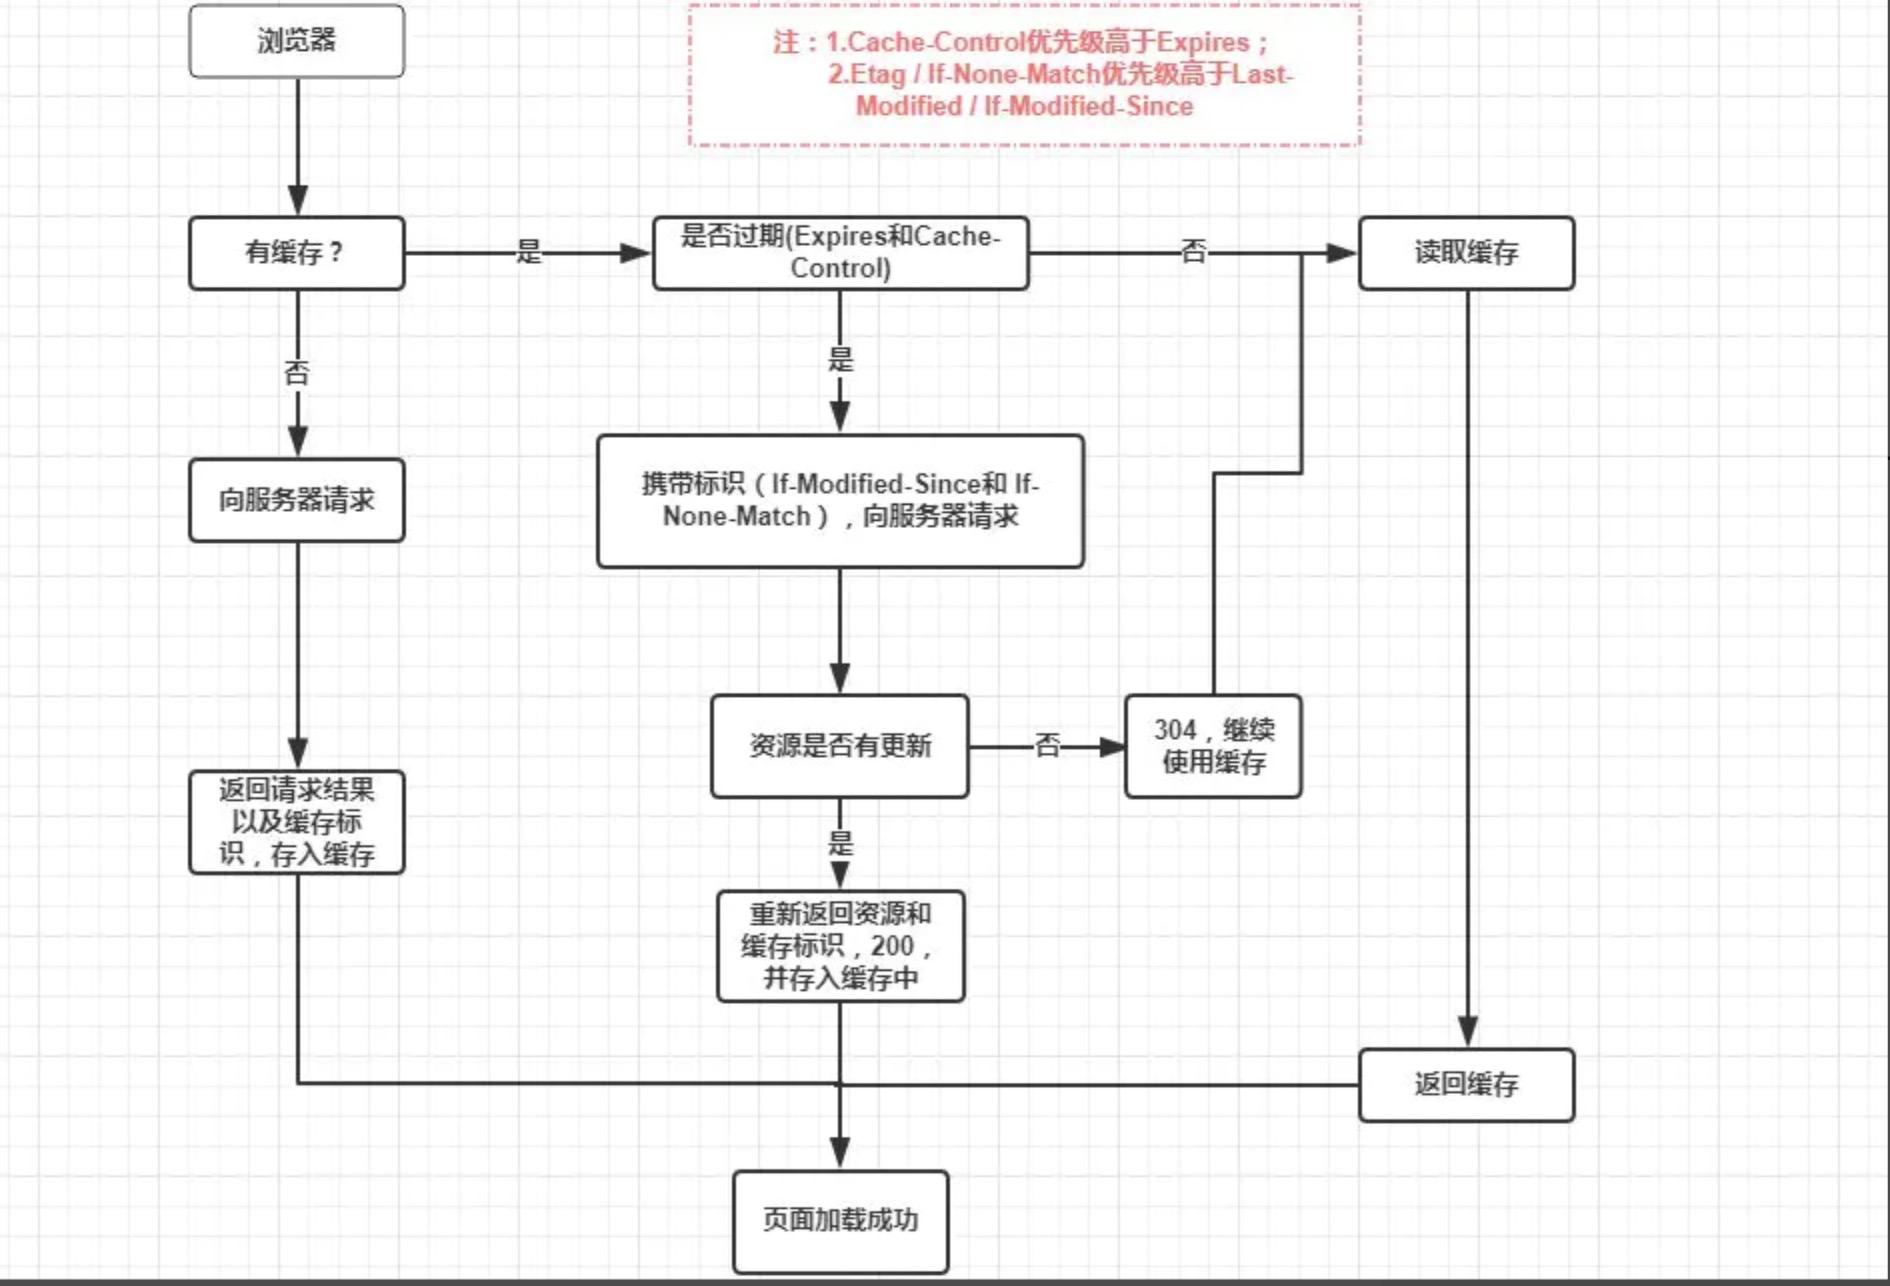 浏览器
注：1.Cache-Control优先级高于Expires；
2.Etag / If-None-Match优先级高于Last-
Modified / If-Modified-Since
有缓存？
是
是否过期(Expires和Cache-
Control)
否
读取缓存
否
是
向服务器请求
携带标识（If-Modified-Since和 If-
None-Match），向服务器请求
资源是否有更新
否
304，继续
使用缓存
返回请求结果
以及缓存标
识，存入缓存
是
重新返回资源和
缓存标识，200，
并存入缓存中
返回缓存
页面加载成功